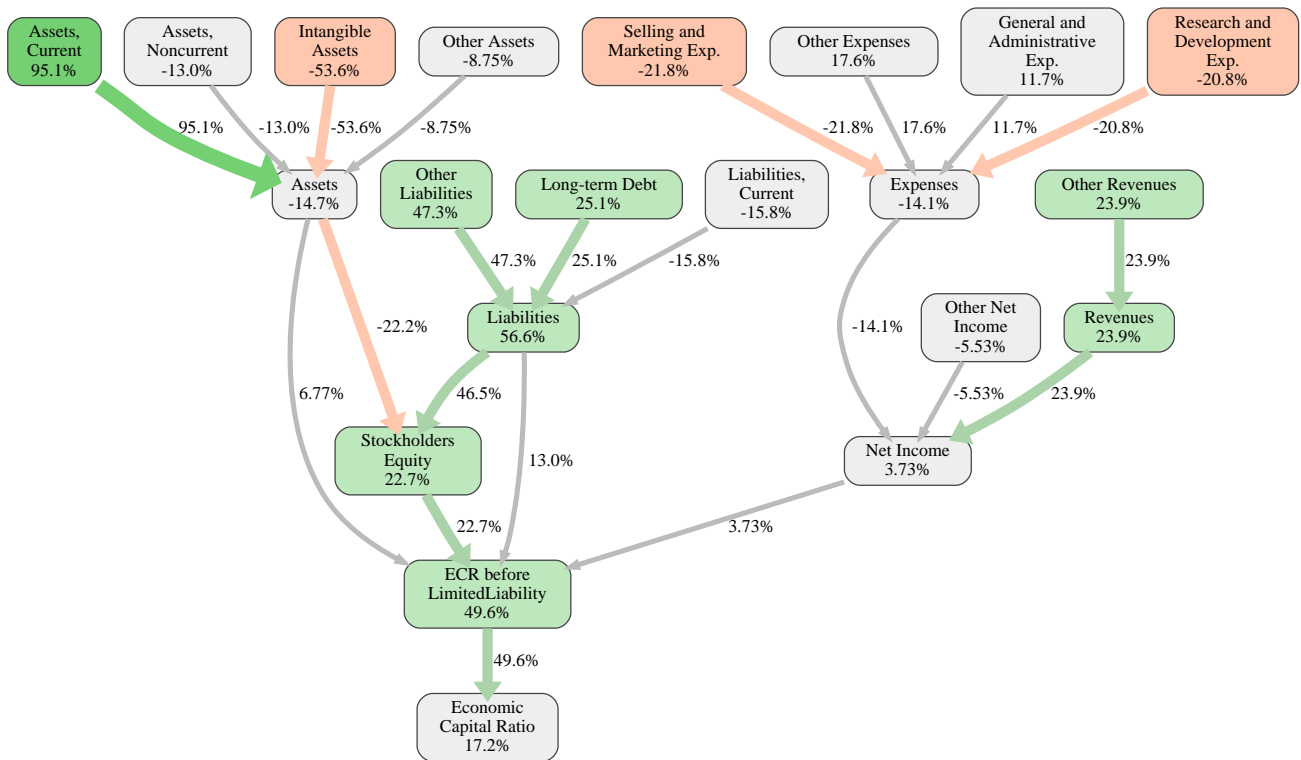 Assets,
Current
95.1%
Assets,
Noncurrent
-13.0%
Intangible
Assets
-53.6%
Other Assets
-8.75%
Selling and
Marketing Exp.
-21.8%
Other Expenses
17.6%
General and
Administrative
Exp.
11.7%
Research and
Development
Exp.
-20.8%
95.1%
-13.0%
-53.6%
-8.75%
-21.8%
17.6%
11.7%
-20.8%
Assets
-14.7%
Other
Liabilities
47.3%
Long-term Debt
25.1%
Liabilities,
Current
-15.8%
Expenses
-14.1%
Other Revenues
23.9%
47.3%
25.1%
-15.8%
23.9%
-22.2%
Liabilities
56.6%
-14.1%
Other Net
Income
-5.53%
Revenues
23.9%
6.77%
46.5%
-5.53%
23.9%
Stockholders
Equity
22.7%
13.0%
Net Income
3.73%
22.7%
3.73%
ECR before
LimitedLiability
49.6%
49.6%
Economic
Capital Ratio
17.2%